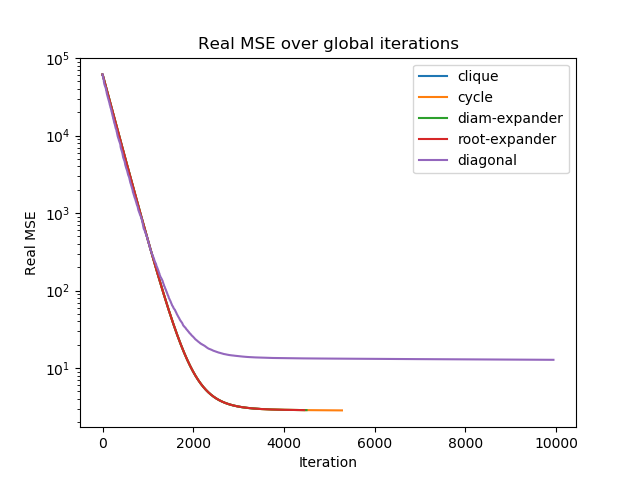 Real MSE over global iterations
10^5
10^4
10^3
10^2
10^1
Real MSE
clique
cycle
diam-expander
root-expander
diagonal
0 2000 4000 6000 8000 10000
Iteration